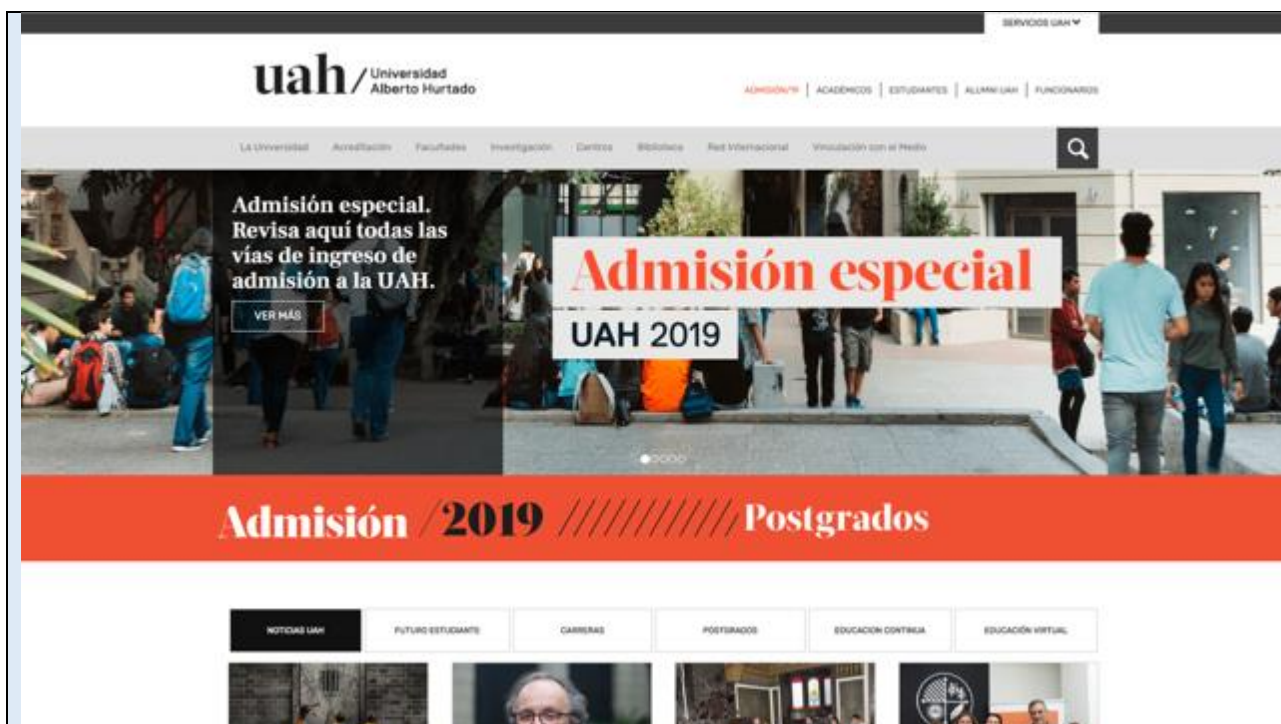 SERVICIOS UAH
uah/Universidad
Alberto Hurtado
ADMISIÓN/19 | ACADÉMICOS | ESTUDIANTES | ALUMNI UAH | FUNCIONARIOS
La Universidad Acreditación Facultades Investigación Centros Biblioteca Red Internacional Vinculación con el Medio
Admisión especial.
Revisa aquí todas las
vías de ingreso de
admisión a la UAH.
VER MÁS
Admisión especial
UAH 2019
Admisión /2019 ////////////Postgrados
NOTICIAS UAH FUTURO ESTUDIANTE CARRERAS POSTGRADOS EDUCACION CONTINUA EDUCACIÓN VIRTUAL